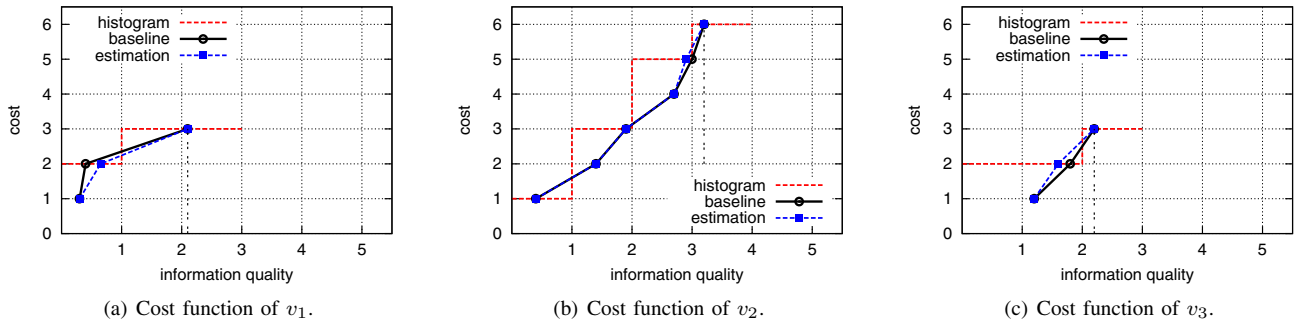 histogram
baseline
estimation
cost
6
5
4
3
2
1
0
1 2 3 4 5
information quality
(a) Cost function of v1.
histogram
baseline
estimation
cost
6
5
4
3
2
1
0
1 2 3 4 5
information quality
(b) Cost function of v2.
histogram
baseline
estimation
cost
6
5
4
3
2
1
0
1 2 3 4 5
information quality
(c) Cost function of v3.